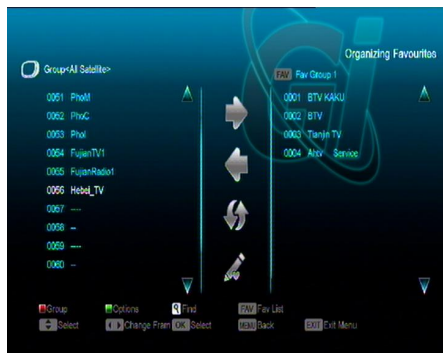 Organizing Favourites
Group<All Satellite>
FAV Fav Group 1
0051 PhoM
0052 PhoC
0053 Phoi
0054 FujianTV1
0055 FujianRadio1
0056 Hebei_TV
0057 ----
0058 --
0059 ----
0060 --
0001 BTV KAKU
0002 BTV
0003 Tianjin TV
0004 Service
Group Options Find FAV Fav List
Select Change Fram OK Select MENU Back EXIT Exit Menu